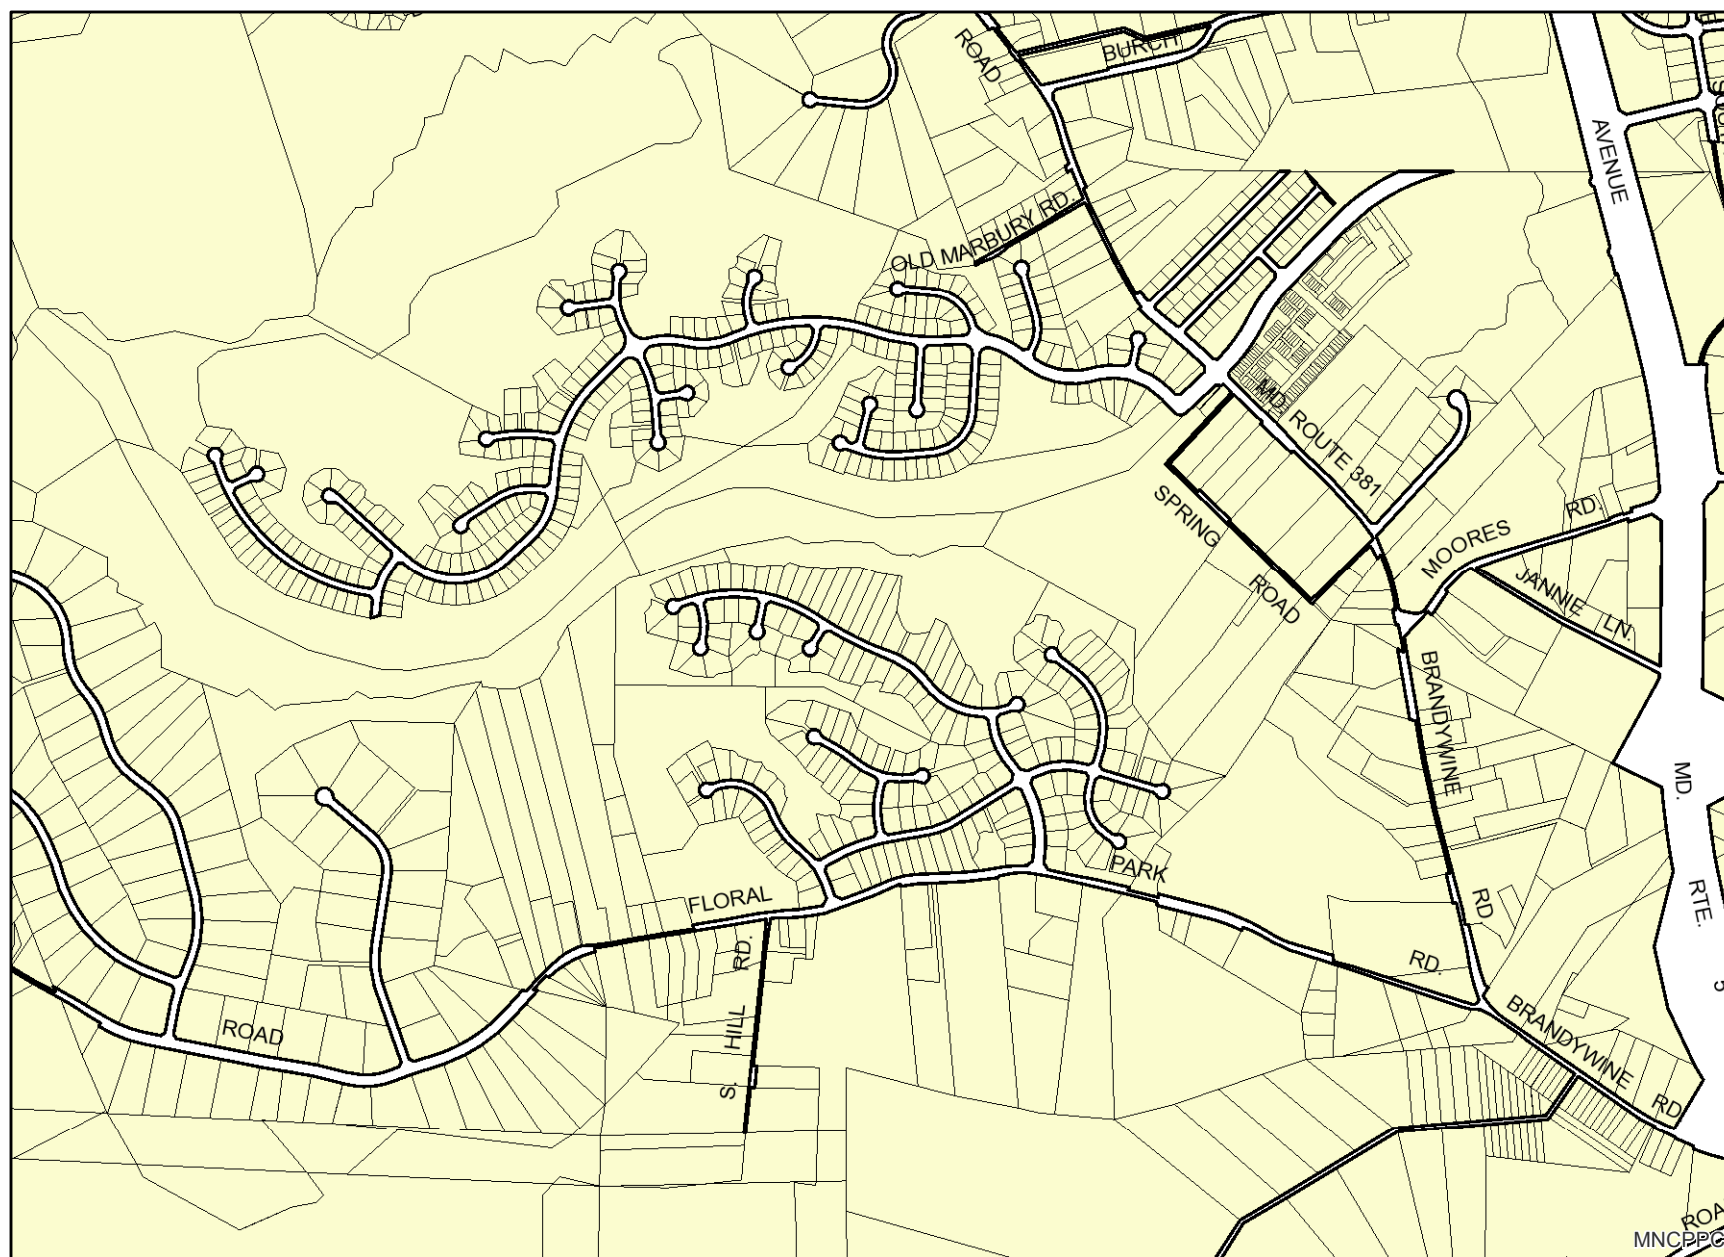 ROAD
BURCH
AVENUE
OLD MARBURY RD.
MD. ROUTE 381
SPRING
ROAD
MOORES
RD.
JANNIE
LN.
BRANDYWINE
RD.
MD.
RTE.
5
FLORAL
PARK
RD.
S.
HILL
RD.
ROAD
BRANDYWINE
RD.
MNCPPC